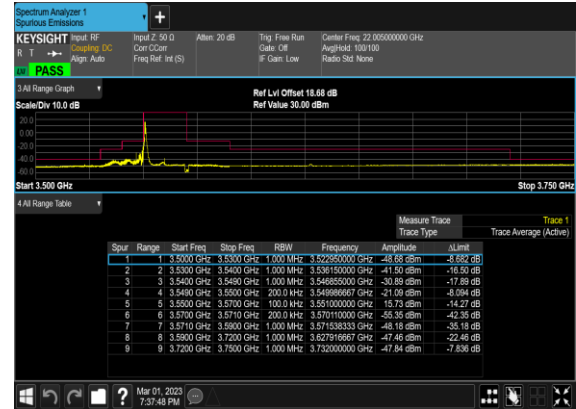 Spectrum Analyzer 1
Spurious Emissions
+
KEYSIGHT Input: RF Input Z: 50 Ω Atten: 20 dB Trig: Free Run Center Freq: 22.005000000 GHz
R T Coupling: DC Corr CCorr Gate: Off Avg|Hold: 100/100
Align: Auto Freq Ref: Int (S) IF Gain: Low Radio Std: None
PASS
3 All Range Graph
Ref Lvl Offset 18.68 dB
Scale/Div 10.0 dB Ref Value 30.00 dBm
20.0
0.00
-20.0
-40.0
-60.0
Start 3.500 GHz Stop 3.750 GHz
4 All Range Table
Measure Trace Trace 1
Trace Type Trace Average (Active)
Spur Range Start Freq Stop Freq RBW Frequency Amplitude ΔLimit
1 1 3.5000 GHz 3.5300 GHz 1.000 MHz 3.522950000 GHz -48.68 dBm -8.682 dB
2 2 3.5300 GHz 3.5400 GHz 1.000 MHz 3.536150000 GHz -41.50 dBm -16.50 dB
3 3 3.5400 GHz 3.5490 GHz 1.000 MHz 3.546855000 GHz -30.89 dBm -17.89 dB
4 4 3.5490 GHz 3.5500 GHz 200.0 kHz 3.549986667 GHz -21.09 dBm -8.094 dB
5 5 3.5500 GHz 3.5700 GHz 100.0 kHz 3.551000000 GHz 15.73 dBm -14.27 dB
6 6 3.5700 GHz 3.5710 GHz 200.0 kHz 3.570110000 GHz -55.35 dBm -42.35 dB
7 7 3.5710 GHz 3.5900 GHz 1.000 MHz 3.571538333 GHz -48.18 dBm -35.18 dB
8 8 3.5900 GHz 3.7200 GHz 1.000 MHz 3.627916667 GHz -47.46 dBm -22.46 dB
9 9 3.7200 GHz 3.7500 GHz 1.000 MHz 3.732000000 GHz -47.84 dBm -7.836 dB
? Mar 01, 2023
7:37:48 PM